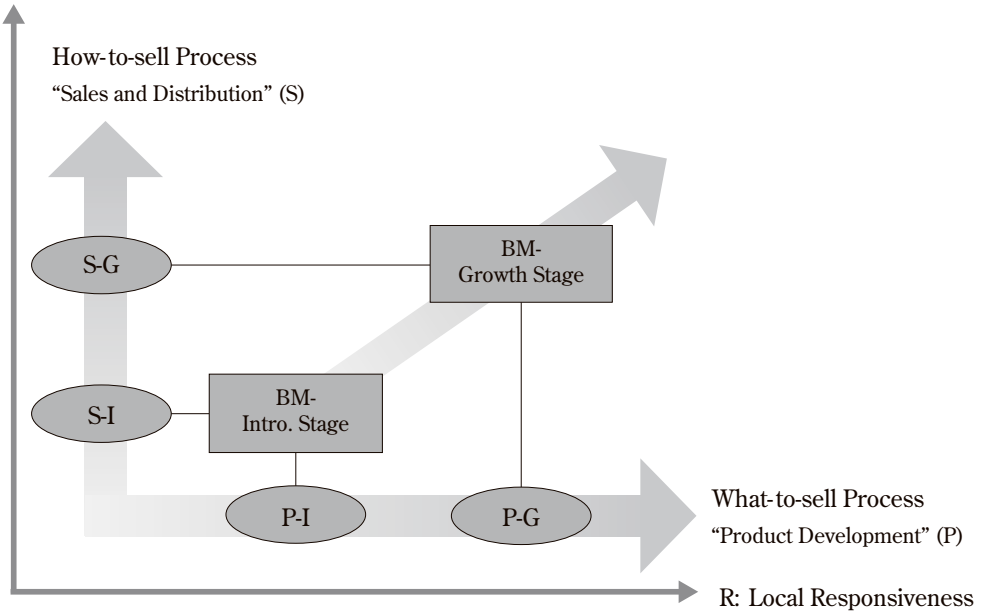 How-to-sell Process
“Sales and Distribution” (S)
S-G
BM-
Growth Stage
S-I
BM-
Intro. Stage
P-I
P-G
What-to-sell Process
“Product Development” (P)
R: Local Responsiveness